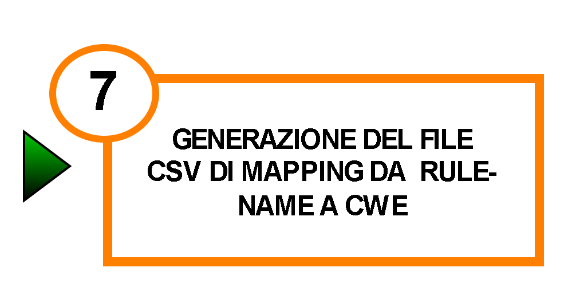 7
GENERAZIONE DEL FILE
CSV DI MAPPING DA RULE-
NAME A CWE